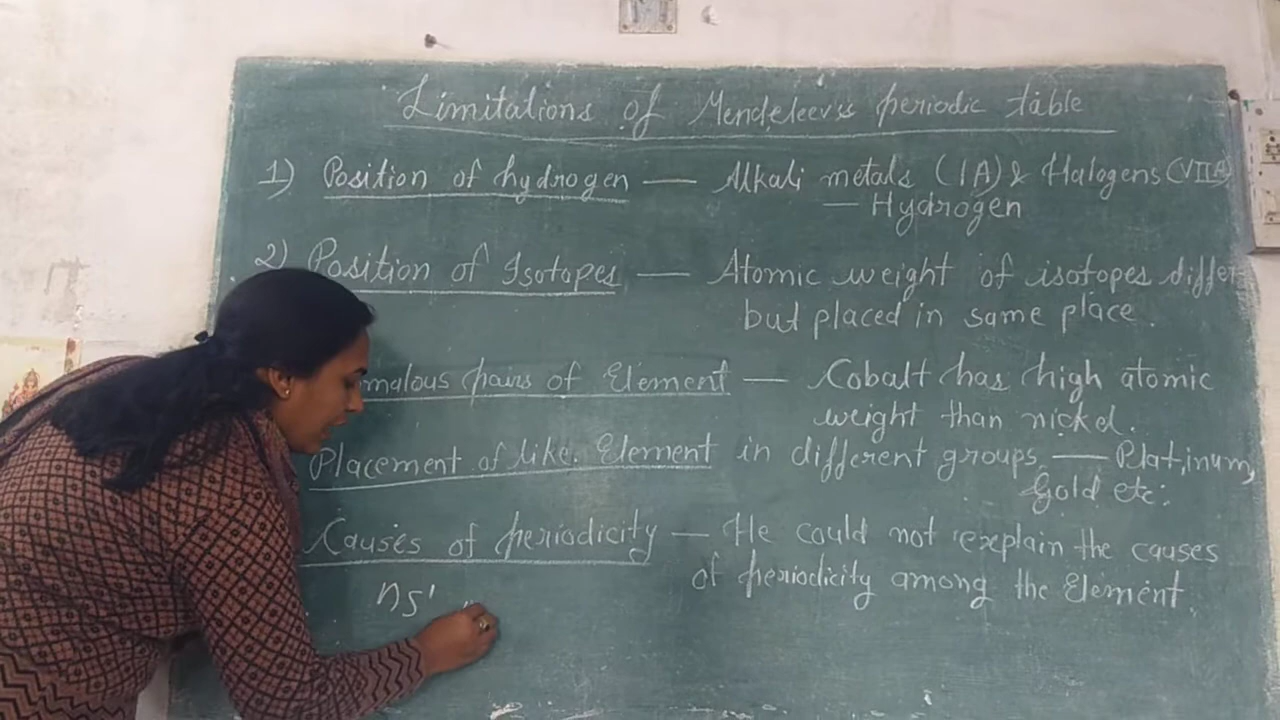 Limitations of Mendeleev's periodic table
1) Position of hydrogen — Alkali metals (IA) & Halogens (VIIA)
— Hydrogen
2) Position of Isotopes — Atomic weight of isotopes differ
but placed in same place.
malous pairs of Element — Cobalt has high atomic
weight than nickel.
Placement of like Element in different groups — Platinum,
Gold etc.
Causes of periodicity — He could not explain the causes
of periodicity among the Element.
ns'